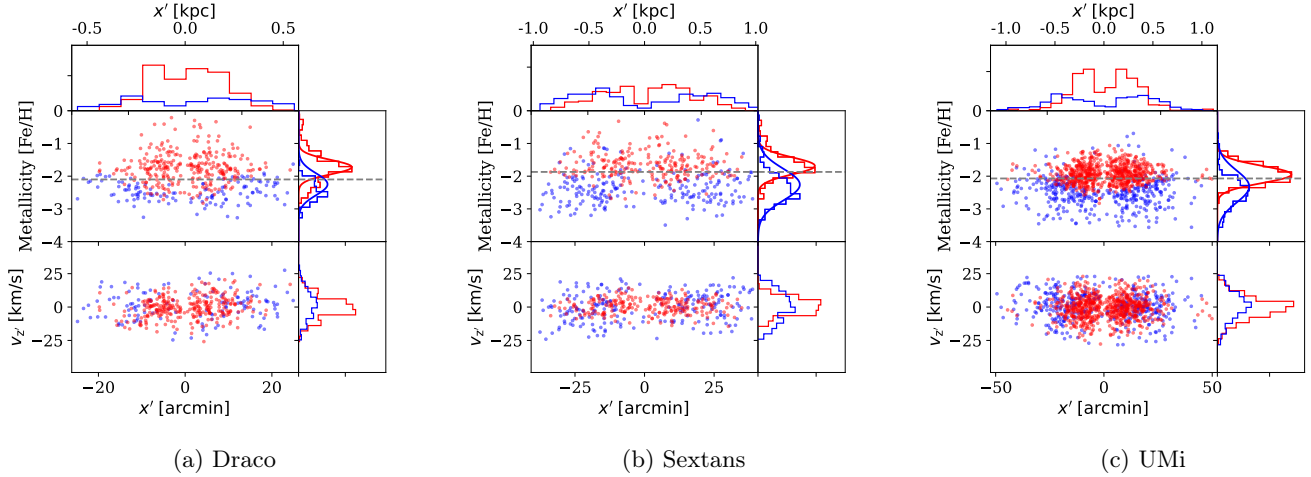 x′ [kpc]
−0.5 0.0 0.5
0
−1
−2
−3
−4
Metallicity [Fe/H]
25
0
−25
v_z′ [km/s]
−20 0 20
x′ [arcmin]
(a) Draco
x′ [kpc]
-1.0 -0.5 0.0 0.5 1.0
0
−1
−2
−3
−4
Metallicity [Fe/H]
25
0
−25
v_z′ [km/s]
−25 0 25
x′ [arcmin]
(b) Sextans
x′ [kpc]
-1.0 -0.5 0.0 0.5 1.0
0
−1
−2
−3
−4
Metallicity [Fe/H]
25
0
−25
v_z′ [km/s]
−50 0 50
x′ [arcmin]
(c) UMi